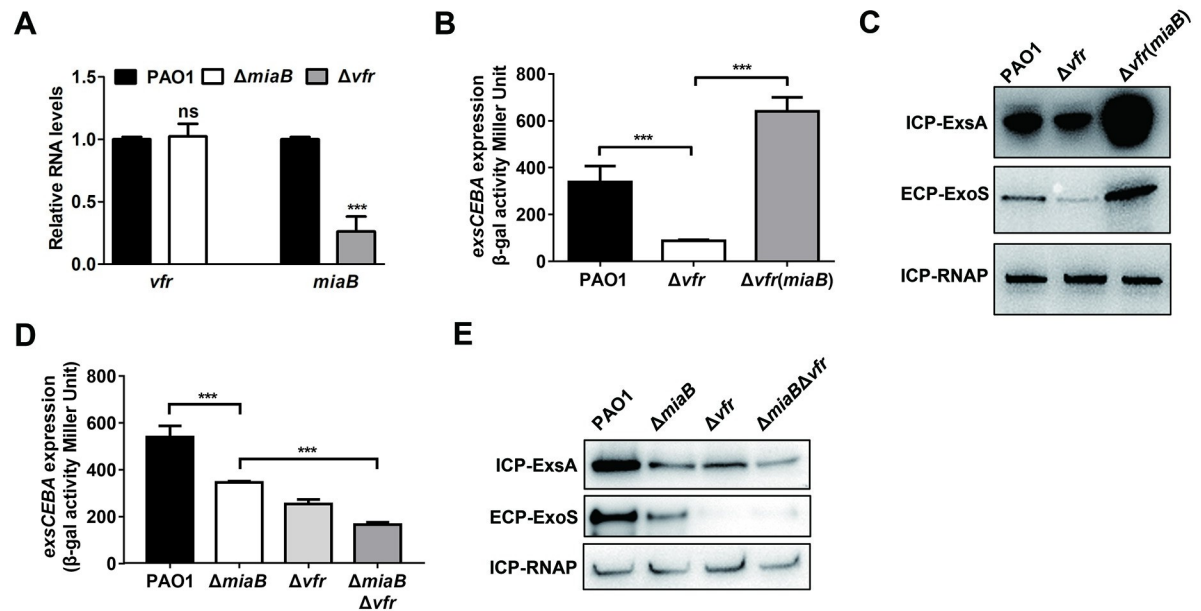 A
Relative RNA levels
1.5
1.0
0.5
0.0
PAO1 ΔmiaB Δvfr
ns
***
vfr miaB
B
exsCEBA expression
β-gal activity Miller Unit
800
600
400
200
0
***
***
PAO1 Δvfr Δvfr(miaB)
C
PAO1 Δvfr Δvfr(miaB)
ICP-ExsA
ECP-ExoS
ICP-RNAP
D
exsCEBA expression
(β-gal activity Miller Unit)
800
600
400
200
0
***
***
PAO1 ΔmiaB Δvfr ΔmiaB
Δvfr
E
PAO1 ΔmiaB Δvfr ΔmiaBΔvfr
ICP-ExsA
ECP-ExoS
ICP-RNAP